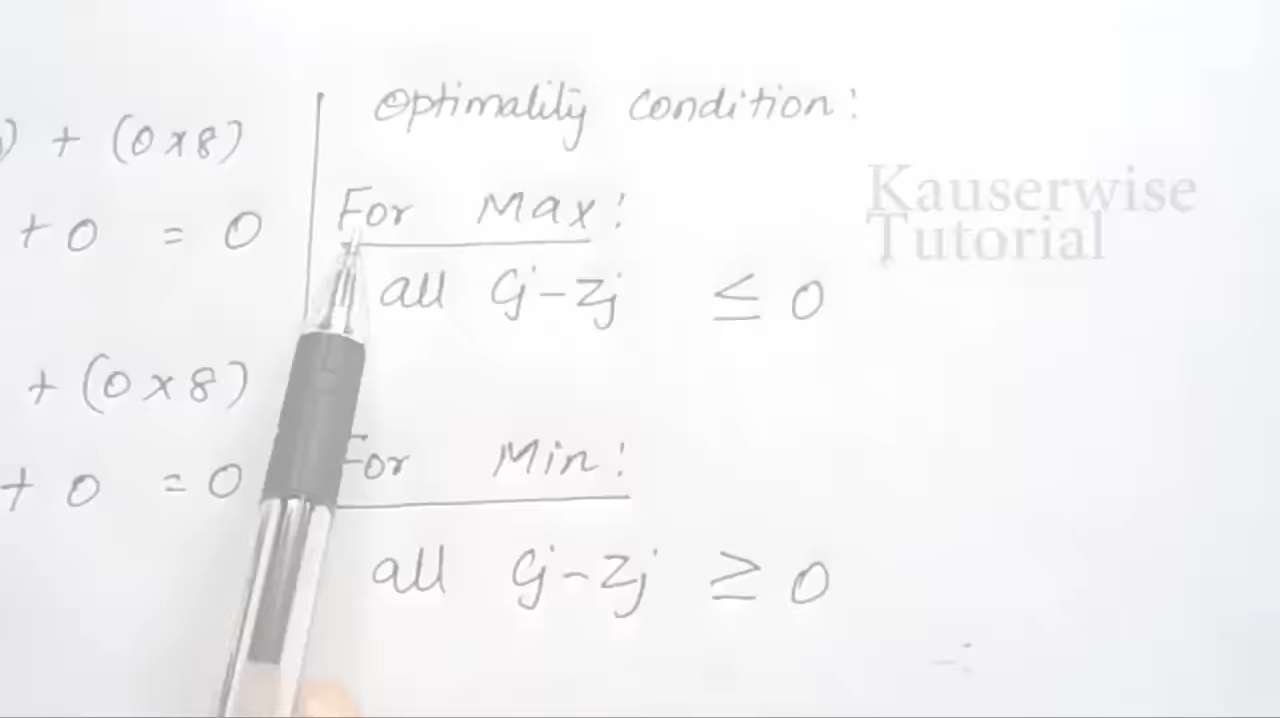 + (0x8)
+0 = 0
+ (0x8)
+ 0 = 0
Optimality Condition:
For Max:
all Cj-Zj ≤ 0
For Min:
all Cj-Zj ≥ 0
Kauserwise
Tutorial